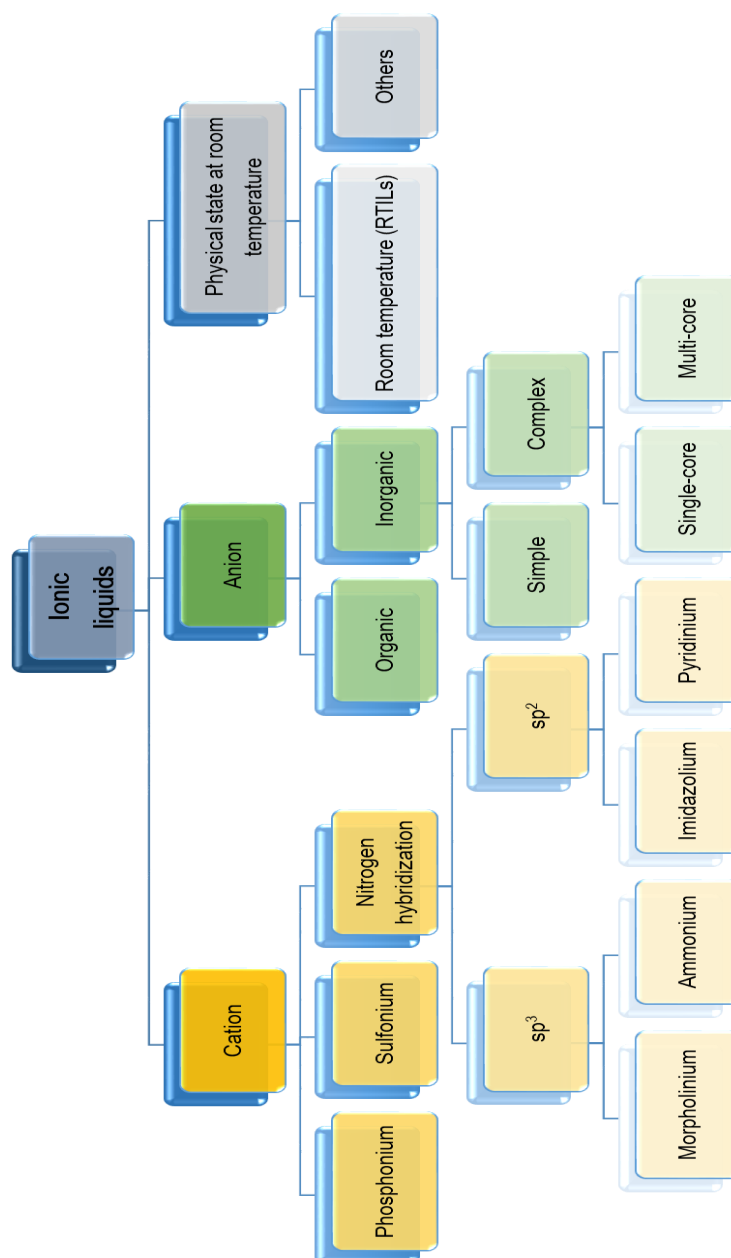 Ionic
liquids
Cation
Anion
Physical state at room
temperature
Phosphonium
Sulfonium
Nitrogen
hybridization
Organic
Inorganic
Room temperature (RTILs)
Others
sp³
sp²
Simple
Complex
Morpholinium
Ammonium
Imidazolium
Pyridinium
Single-core
Multi-core